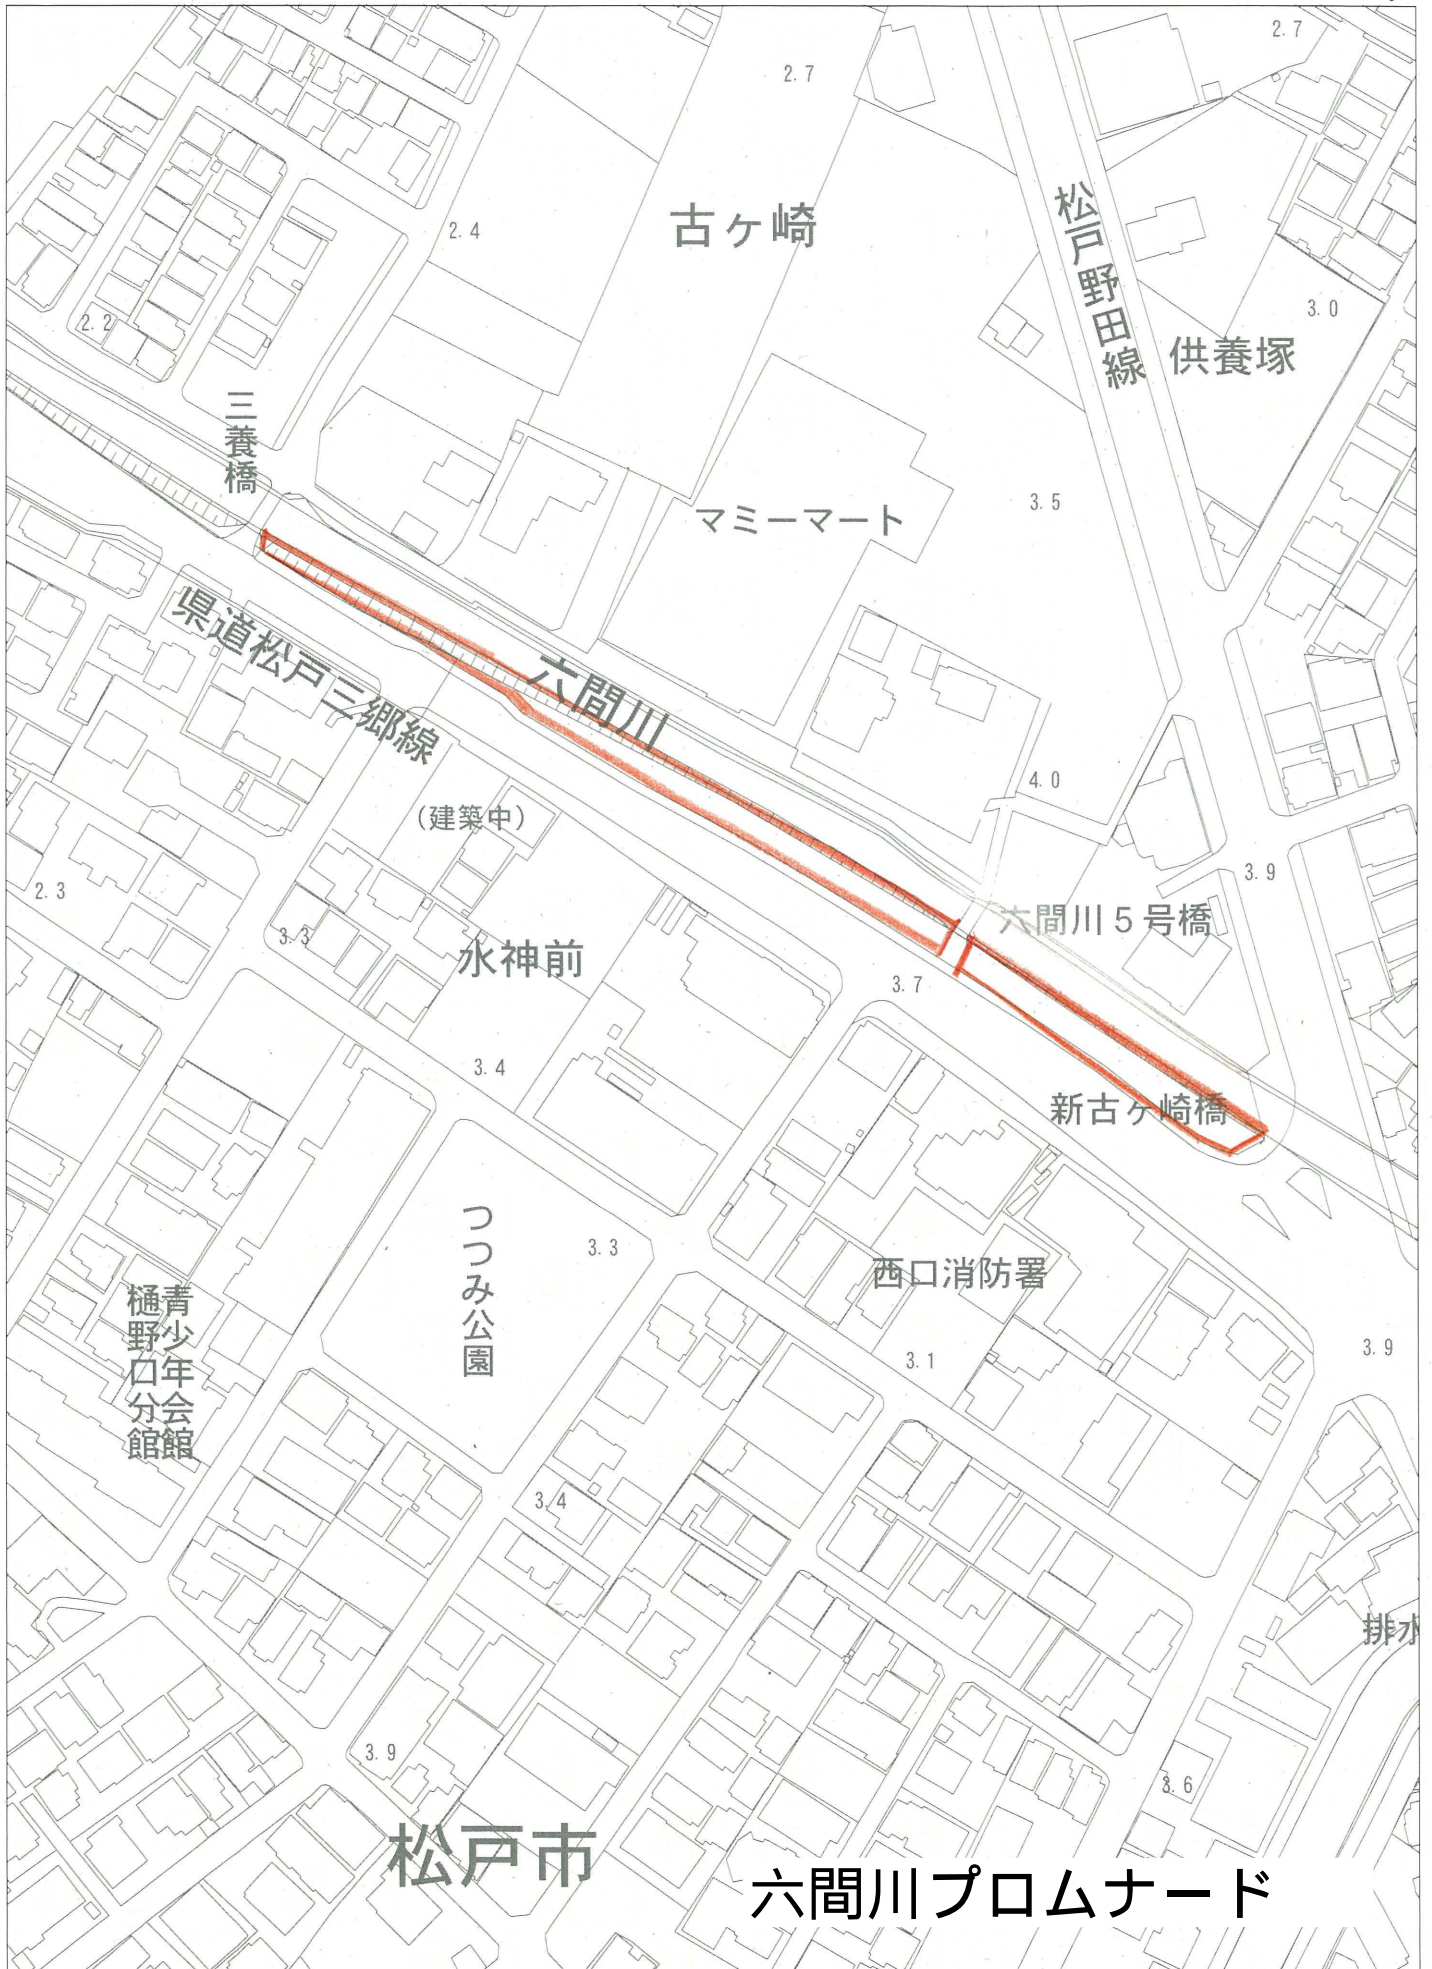 2.7
2.7
古ヶ崎
松戸野田線
2.4
3.0
2.2
供養塚
三養橋
3.5
マミーマート
県道松戸三郷線
六間川
4.0
(建築中)
3.9
2.3
六間川5号橋
3.3
水神前
3.7
3.4
新古ヶ崎橋
つつみ公園
3.3
西口消防署
青少年会館
樋野口分館
3.1
3.9
3.4
排水
3.9
3.6
松戸市
六間川プロムナード